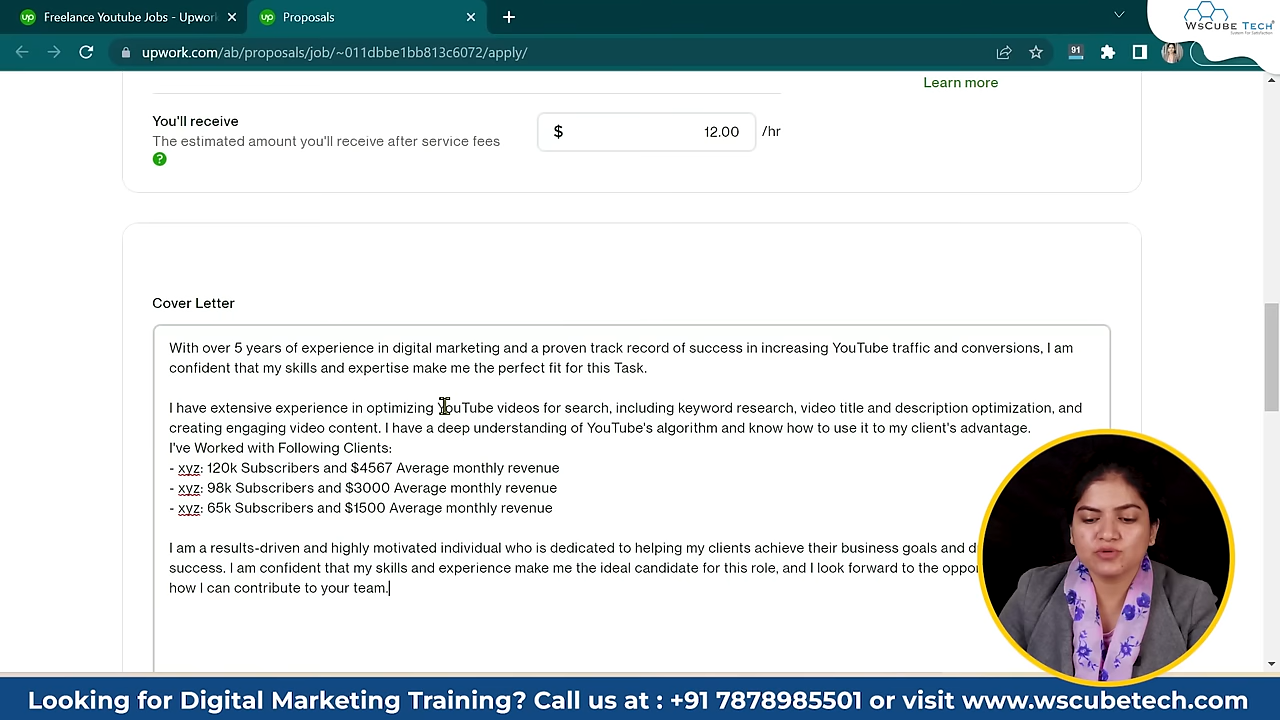 Freelance Youtube Jobs - Upwor
Proposals
WsCube Tech
upwork.com/ab/proposals/job/~011dbbe1bb813c6072/apply/
91
Learn more
You'll receive
The estimated amount you'll receive after service fees
?
$ 12.00 /hr
Cover Letter
With over 5 years of experience in digital marketing and a proven track record of success in increasing YouTube traffic and conversions, I am
confident that my skills and expertise make me the perfect fit for this Task.
I have extensive experience in optimizing YouTube videos for search, including keyword research, video title and description optimization, and
creating engaging video content. I have a deep understanding of YouTube's algorithm and know how to use it to my client's advantage.
I've Worked with Following Clients:
- xyz: 120k Subscribers and $4567 Average monthly revenue
- xyz: 98k Subscribers and $3000 Average monthly revenue
- xyz: 65k Subscribers and $1500 Average monthly revenue
I am a results-driven and highly motivated individual who is dedicated to helping my clients achieve their business goals and d
success. I am confident that my skills and experience make me the ideal candidate for this role, and I look forward to the oppor
how I can contribute to your team.
Looking for Digital Marketing Training? Call us at : +91 7878985501 or visit www.wscubetech.com